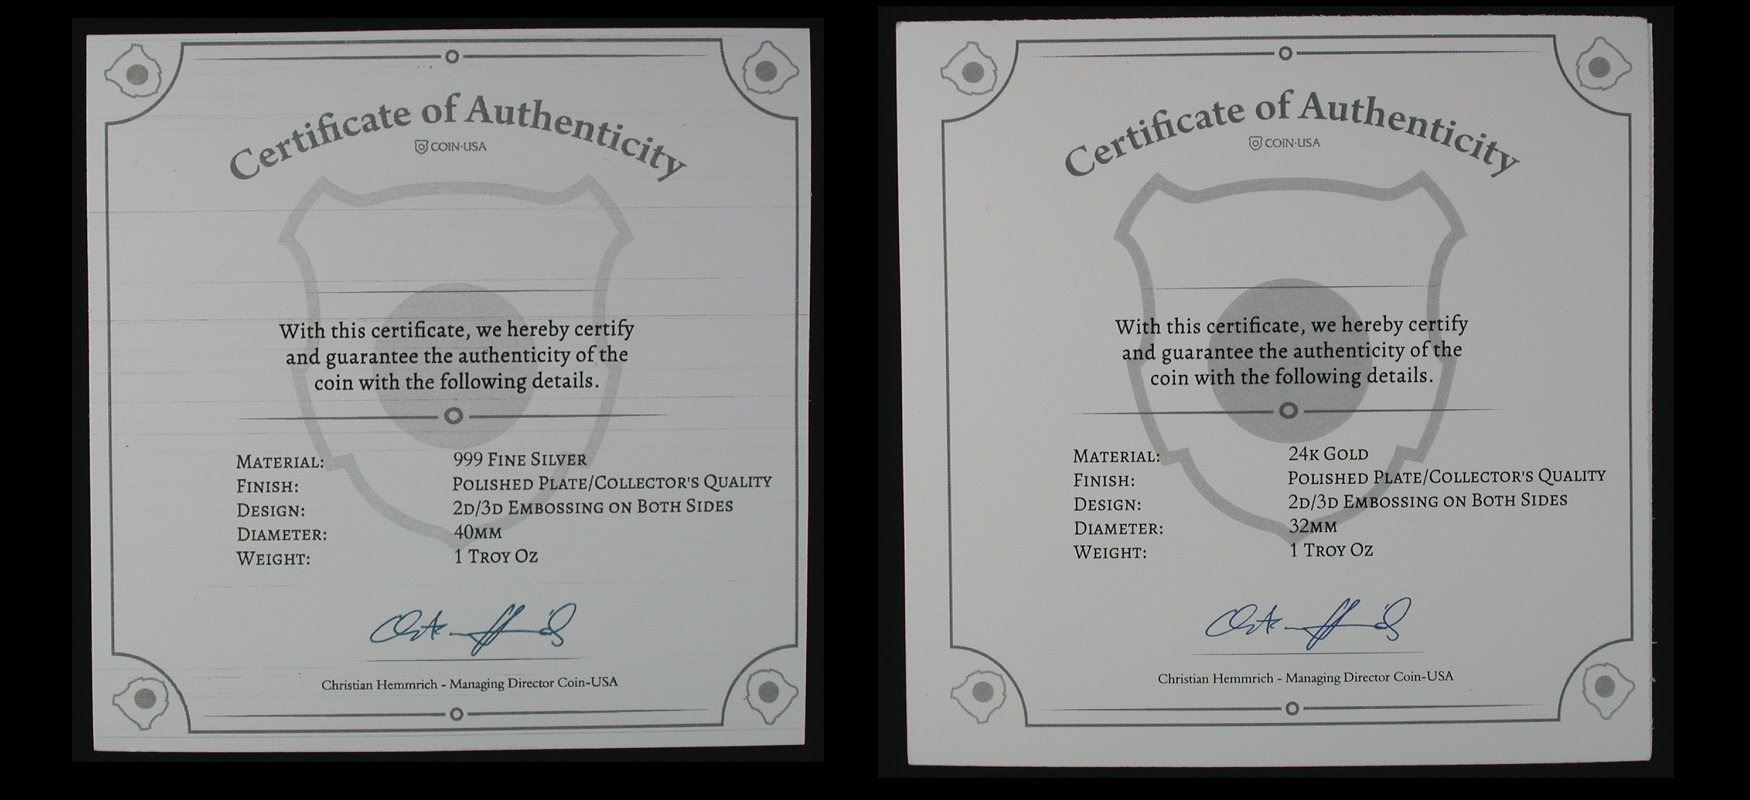 Certificate of Authenticity
COIN·USA
With this certificate, we hereby certify
and guarantee the authenticity of the
coin with the following details.
Material: 999 Fine Silver
Finish: Polished Plate/Collector's Quality
Design: 2D/3D Embossing on Both Sides
Diameter: 40mm
Weight: 1 Troy Oz
Christian Hemmrich - Managing Director Coin-USA
Certificate of Authenticity
COIN·USA
With this certificate, we hereby certify
and guarantee the authenticity of the
coin with the following details.
Material: 24k Gold
Finish: Polished Plate/Collector's Quality
Design: 2D/3D Embossing on Both Sides
Diameter: 32mm
Weight: 1 Troy Oz
Christian Hemmrich - Managing Director Coin-USA